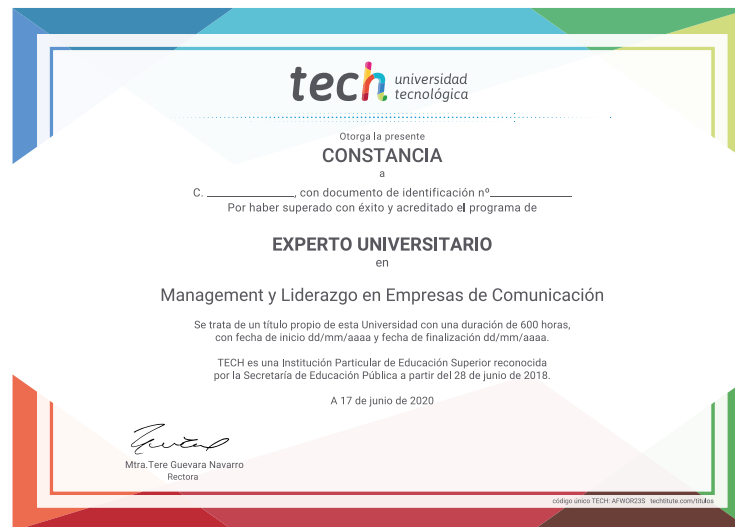 tech universidad
tecnológica
Otorga la presente
CONSTANCIA
a
C. ________________, con documento de identificación nº________________
Por haber superado con éxito y acreditado el programa de
EXPERTO UNIVERSITARIO
en
Management y Liderazgo en Empresas de Comunicación
Se trata de un título propio de esta Universidad con una duración de 600 horas,
con fecha de inicio dd/mm/aaaa y fecha de finalización dd/mm/aaaa.
TECH es una Institución Particular de Educación Superior reconocida
por la Secretaría de Educación Pública a partir del 28 de junio de 2018.
A 17 de junio de 2020
Mtra.Tere Guevara Navarro
Rectora
código único TECH: AFWOR23S techtitute.com/titulos